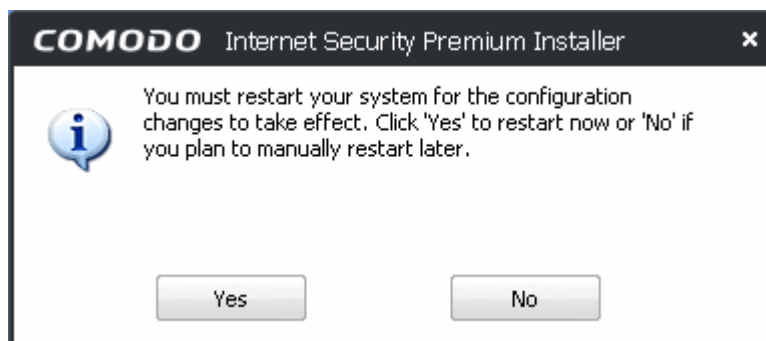 COMODO Internet Security Premium Installer
You must restart your system for the configuration
changes to take effect. Click 'Yes' to restart now or 'No' if
you plan to manually restart later.
Yes No